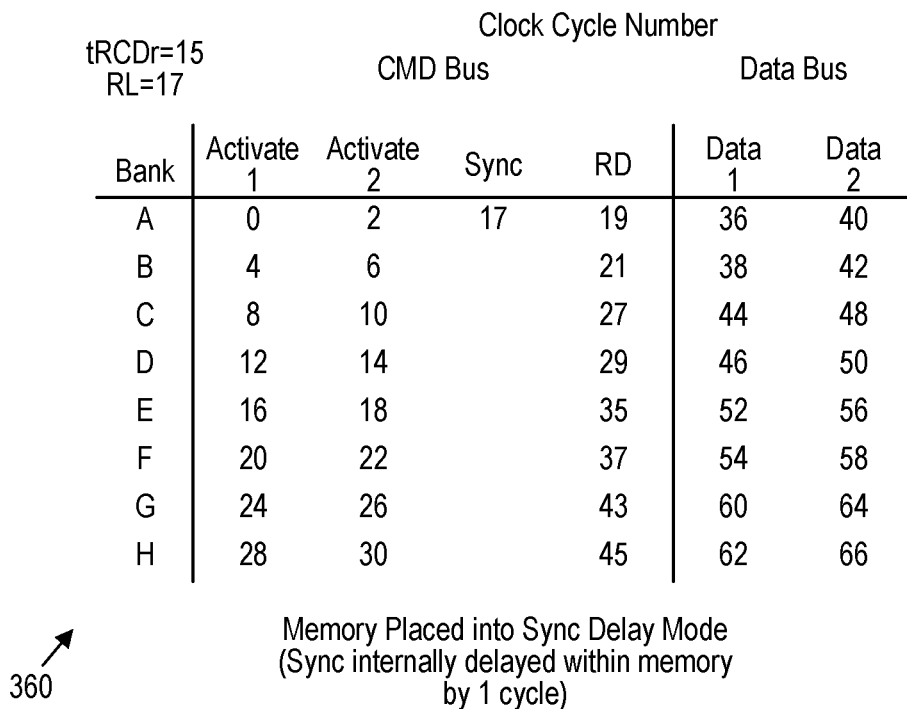 Clock Cycle Number
tRCDr=15
RL=17
CMD Bus Data Bus
Bank Activate 1 Activate 2 Sync RD Data 1 Data 2
A 0 2 17 19 36 40
B 4 6 21 38 42
C 8 10 27 44 48
D 12 14 29 46 50
E 16 18 35 52 56
F 20 22 37 54 58
G 24 26 43 60 64
H 28 30 45 62 66
Memory Placed into Sync Delay Mode
(Sync internally delayed within memory
by 1 cycle)
360